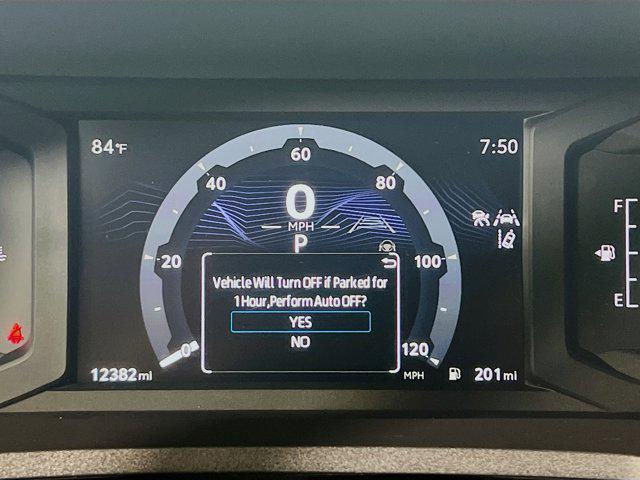 84°F
7:50
60
40
80
0
MPH
P
F
20
100
Vehicle Will Turn OFF if Parked for
1 Hour,Perform Auto OFF?
YES
NO
E
0
120
12382 mi
MPH
201 mi